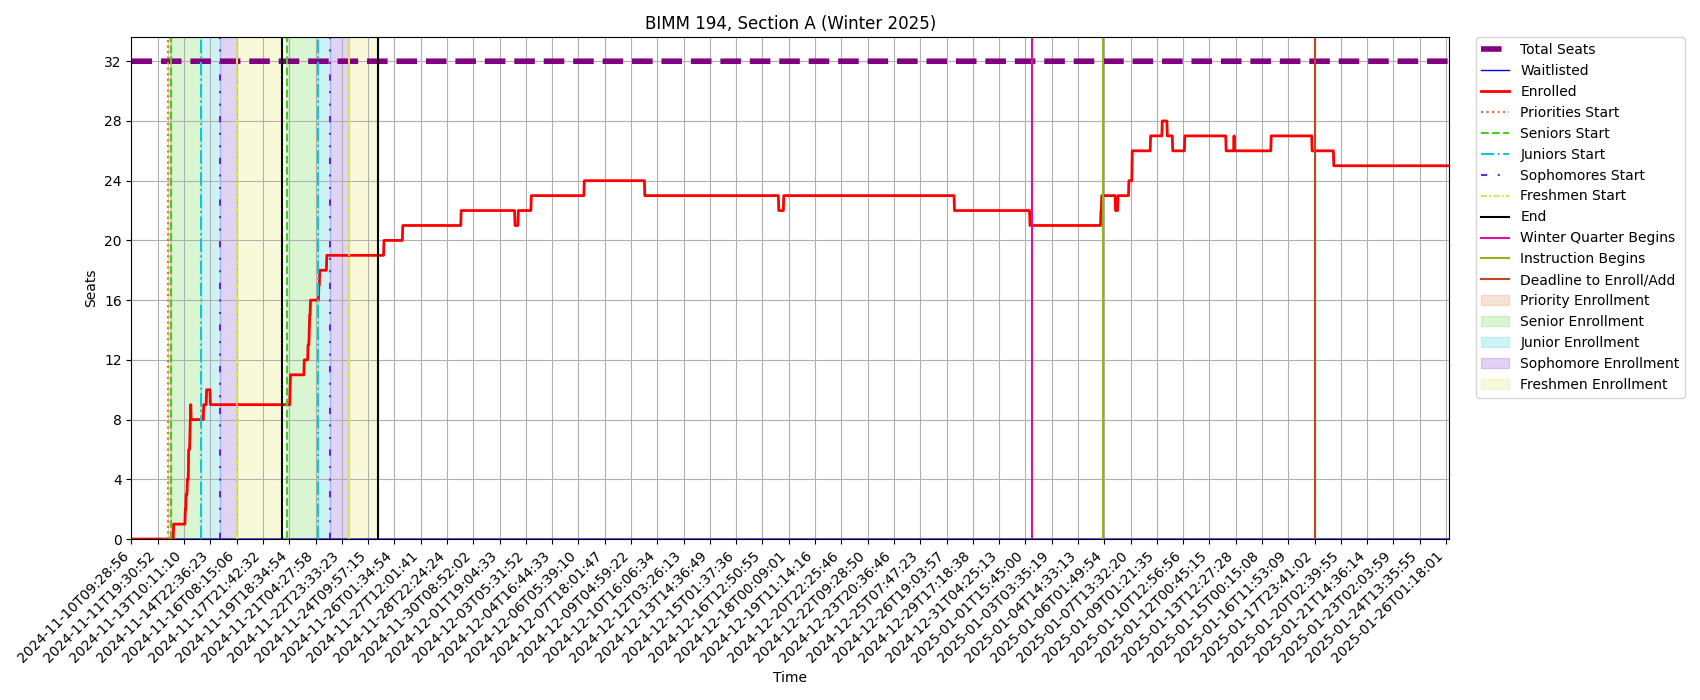 BIMM 194, Section A (Winter 2025)
Seats
32
28
24
20
16
12
8
4
0
2024-11-10T09:28:56
2024-11-11T19:30:52
2024-11-13T10:11:10
2024-11-14T22:36:23
2024-11-16T08:15:06
2024-11-17T21:42:32
2024-11-19T18:34:54
2024-11-21T04:27:58
2024-11-22T23:33:23
2024-11-24T09:57:15
2024-11-26T01:34:54
2024-11-27T12:01:41
2024-11-28T22:24:24
2024-11-30T08:52:02
2024-12-01T19:04:33
2024-12-03T05:31:52
2024-12-04T16:44:33
2024-12-06T05:39:10
2024-12-07T18:01:47
2024-12-09T04:59:22
2024-12-10T16:06:34
2024-12-12T03:26:13
2024-12-13T14:36:49
2024-12-15T01:37:36
2024-12-16T12:50:55
2024-12-18T00:09:01
2024-12-19T11:14:16
2024-12-20T22:25:46
2024-12-22T09:28:50
2024-12-23T20:36:46
2024-12-25T07:47:23
2024-12-26T19:03:57
2024-12-29T17:18:38
2024-12-31T04:25:13
2025-01-01T15:45:00
2025-01-03T03:35:19
2025-01-04T14:33:13
2025-01-06T01:49:54
2025-01-07T13:32:20
2025-01-09T01:21:35
2025-01-10T12:56:56
2025-01-12T00:45:15
2025-01-13T12:27:28
2025-01-15T00:15:08
2025-01-16T11:53:09
2025-01-17T23:41:02
2025-01-20T02:39:55
2025-01-21T14:36:14
2025-01-23T02:03:59
2025-01-24T13:35:55
2025-01-26T01:18:01
Time
Total Seats
Waitlisted
Enrolled
Priorities Start
Seniors Start
Juniors Start
Sophomores Start
Freshmen Start
End
Winter Quarter Begins
Instruction Begins
Deadline to Enroll/Add
Priority Enrollment
Senior Enrollment
Junior Enrollment
Sophomore Enrollment
Freshmen Enrollment